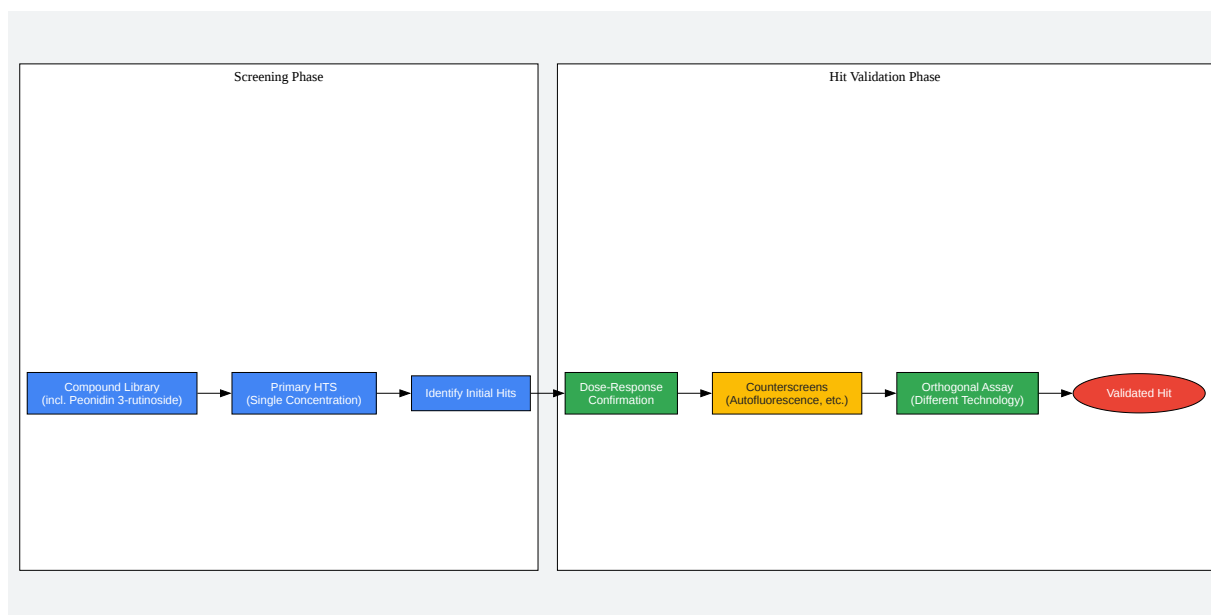 Screening Phase
Hit Validation Phase
Compound Library
(incl. Peonidin 3-rutinoside)
Primary HTS
(Single Concentration)
Identify Initial Hits
Dose-Response
Confirmation
Counterscreens
(Autofluorescence, etc.)
Orthogonal Assay
(Different Technology)
Validated Hit